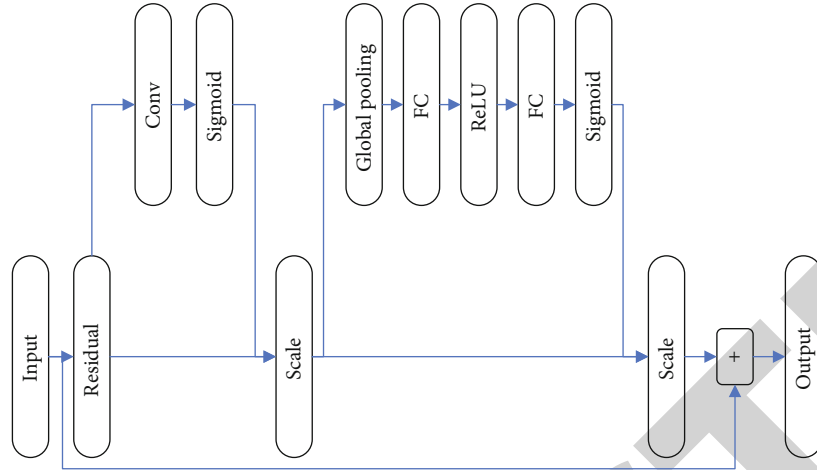 Input
Residual
Conv
Sigmoid
Scale
Global pooling
FC
ReLU
FC
Sigmoid
Scale
+
Output